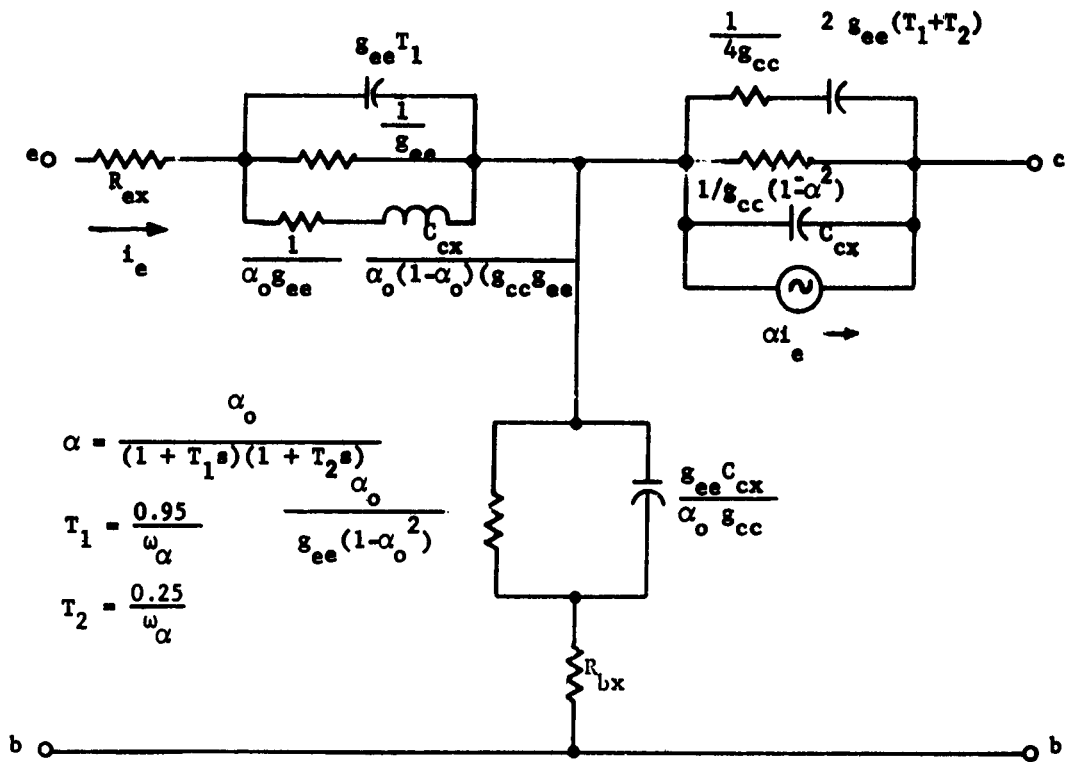 1/(4g_cc)   2 g_ee(T_1+T_2)
g_ee T_1
1/g_ee
e   R_ex   c
1/g_cc(1-α^2)
i_e   C_cx   C_cx
1/(α_o g_ee)   C_cx/(α_o(1-α_o)(g_cc g_ee
αi_e
α = α_o/((1 + T_1s)(1 + T_2s))
g_ee C_cx/(α_o g_cc)
T_1 = 0.95/ω_α   α_o/(g_ee(1-α_o^2))
T_2 = 0.25/ω_α
R_bx
b   b